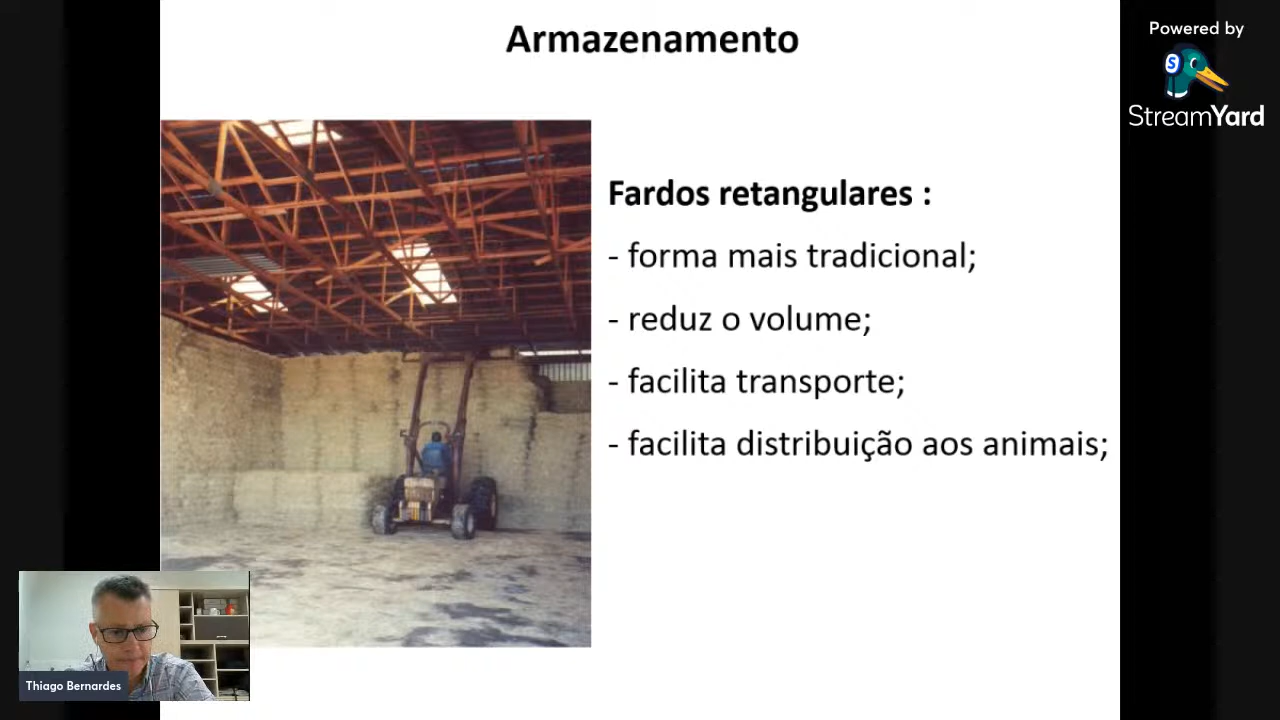 Armazenamento
Powered by
StreamYard
Fardos retangulares :
- forma mais tradicional;
- reduz o volume;
- facilita transporte;
- facilita distribuição aos animais;
Thiago Bernardes